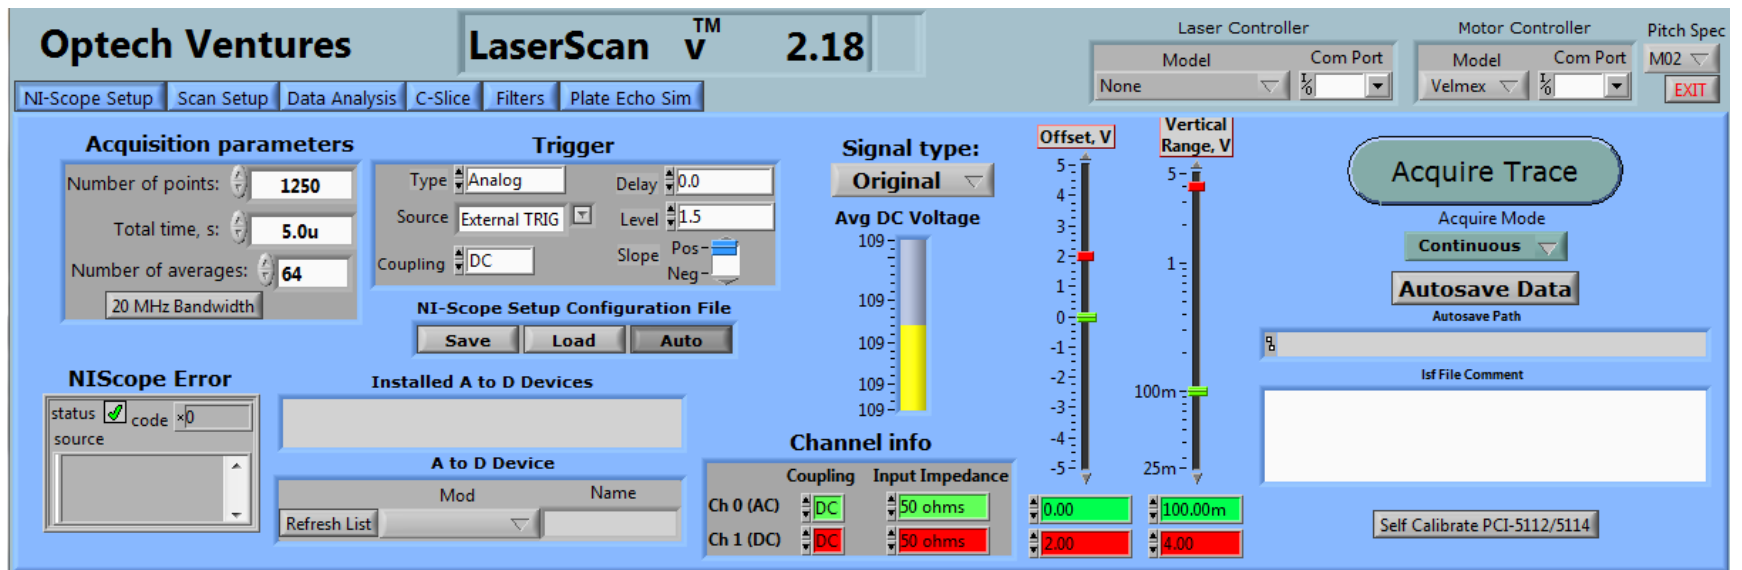 Optech Ventures
LaserScan v™ 2.18
Laser Controller
Model
Com Port
None
Motor Controller
Model
Com Port
Velmex
Pitch Spec
M02
EXIT
NI-Scope Setup
Scan Setup
Data Analysis
C-Slice
Filters
Plate Echo Sim
Acquisition parameters
Number of points: 1250
Total time, s: 5.0u
Number of averages: 64
20 MHz Bandwidth
Trigger
Type Analog
Delay 0.0
Source External TRIG
Level 1.5
Coupling DC
Slope Pos
Neg
NI-Scope Setup Configuration File
Save
Load
Auto
NIScope Error
status
code ×0
source
Installed A to D Devices
A to D Device
Mod
Name
Refresh List
Signal type:
Original
Avg DC Voltage
109
109
109
109
109
Channel info
Coupling Input Impedance
Ch 0 (AC) DC 50 ohms
Ch 1 (DC) DC 50 ohms
Offset, V
5
4
3
2
1
0
-1
-2
-3
-4
-5
0.00
2.00
Vertical
Range, V
5
1
100m
25m
100.00m
4.00
Acquire Trace
Acquire Mode
Continuous
Autosave Data
Autosave Path
lsf File Comment
Self Calibrate PCI-5112/5114